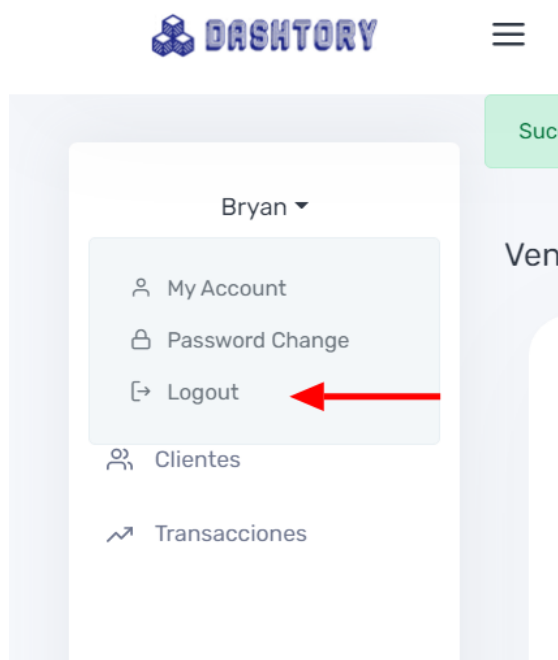 DASHTORY
Suc
Bryan
Ven
My Account
Password Change
Logout
Clientes
Transacciones